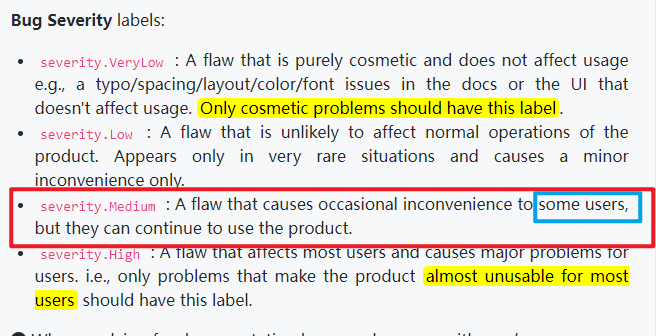 Bug Severity labels:
severity.VeryLow : A flaw that is purely cosmetic and does not affect usage
e.g., a typo/spacing/layout/color/font issues in the docs or the UI that
doesn't affect usage. Only cosmetic problems should have this label.
severity.Low : A flaw that is unlikely to affect normal operations of the
product. Appears only in very rare situations and causes a minor
inconvenience only.
severity.Medium : A flaw that causes occasional inconvenience to some users,
but they can continue to use the product.
severity.High : A flaw that affects most users and causes major problems for
users. i.e., only problems that make the product almost unusable for most
users should have this label.